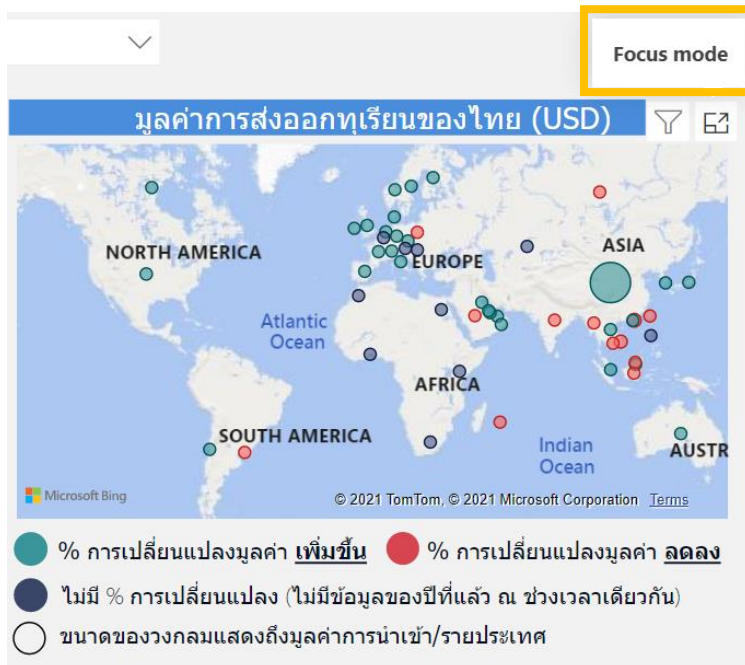 Focus mode
มูลค่าการส่งออกทุเรียนของไทย (USD)
NORTH AMERICA
EUROPE
ASIA
Atlantic
Ocean
AFRICA
SOUTH AMERICA
Indian
Ocean
AUSTR
Microsoft Bing
© 2021 TomTom, © 2021 Microsoft Corporation Terms
% การเปลี่ยนแปลงมูลค่า เพิ่มขึ้น % การเปลี่ยนแปลงมูลค่า ลดลง
ไม่มี % การเปลี่ยนแปลง (ไม่มีข้อมูลของปีที่แล้ว ณ ช่วงเวลาเดียวกัน)
ขนาดของวงกลมแสดงถึงมูลค่าการนำเข้า/รายประเทศ